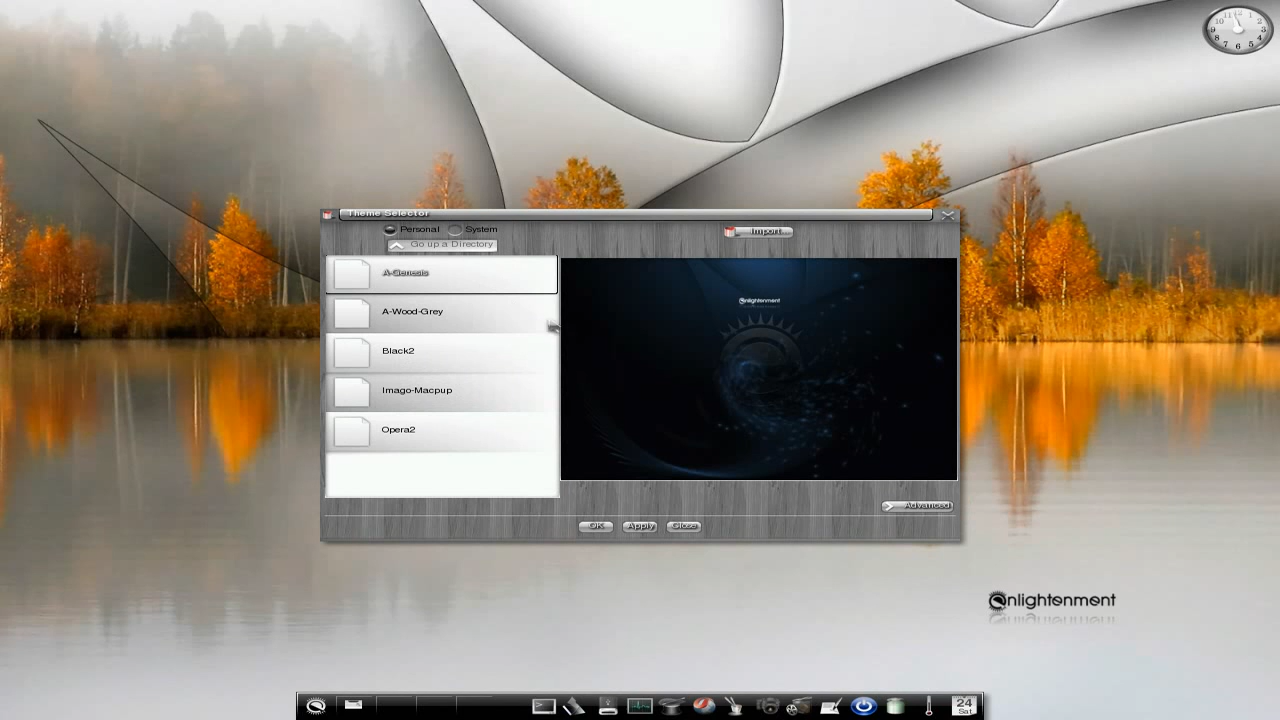 Theme Selector
Personal System
Import
Go up a Directory
A-Genesis
A-Wood-Grey
Black2
Imago-Macpup
Opera2
enlightenment
Advanced
OK Apply Close
enlightenment
24
Sat